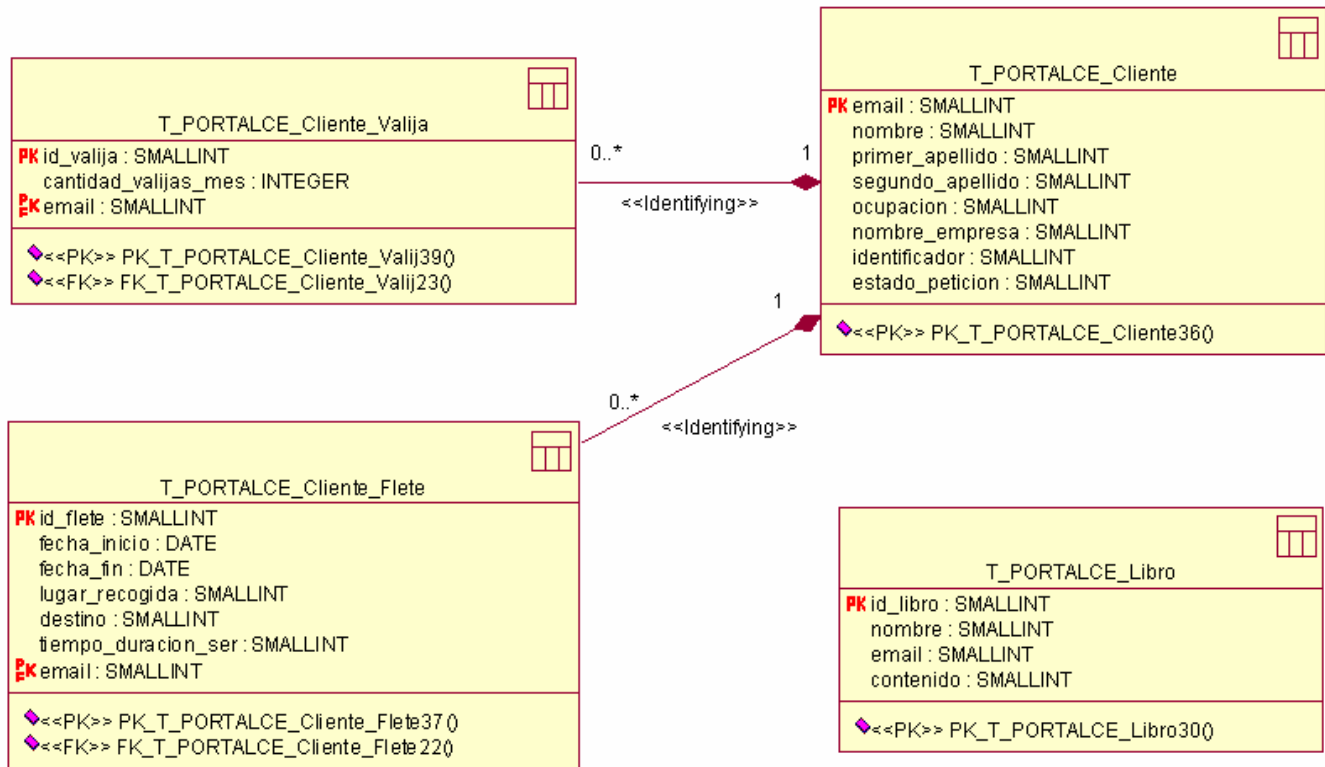 T_PORTALCE_Cliente_Valija
PK id_valija : SMALLINT
cantidad_valijas_mes : INTEGER
PFK email : SMALLINT
<<PK>> PK_T_PORTALCE_Cliente_Valij39()
<<FK>> FK_T_PORTALCE_Cliente_Valij23()
0..*
1
<<Identifying>>
T_PORTALCE_Cliente
PK email : SMALLINT
nombre : SMALLINT
primer_apellido : SMALLINT
segundo_apellido : SMALLINT
ocupacion : SMALLINT
nombre_empresa : SMALLINT
identificador : SMALLINT
estado_peticion : SMALLINT
<<PK>> PK_T_PORTALCE_Cliente36()
1
0..*
<<Identifying>>
T_PORTALCE_Cliente_Flete
PK id_flete : SMALLINT
fecha_inicio : DATE
fecha_fin : DATE
lugar_recogida : SMALLINT
destino : SMALLINT
tiempo_duracion_ser : SMALLINT
PFK email : SMALLINT
<<PK>> PK_T_PORTALCE_Cliente_Flete37()
<<FK>> FK_T_PORTALCE_Cliente_Flete22()
T_PORTALCE_Libro
PK id_libro : SMALLINT
nombre : SMALLINT
email : SMALLINT
contenido : SMALLINT
<<PK>> PK_T_PORTALCE_Libro30()